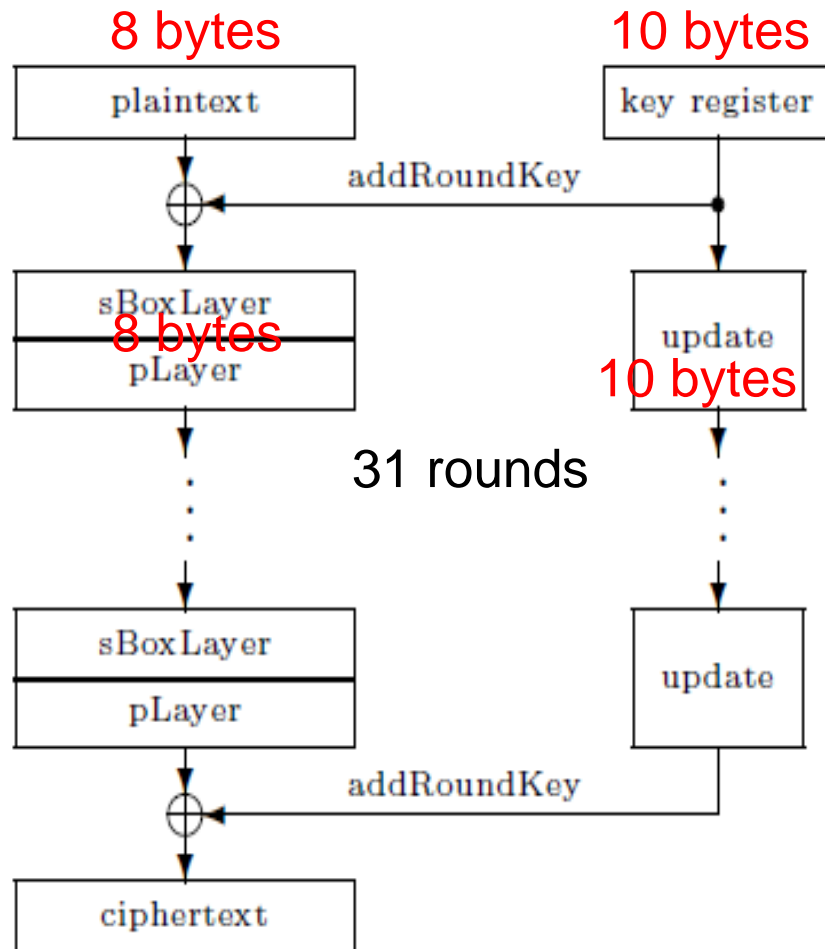 8 bytes
10 bytes
plaintext
key register
addRoundKey
sBoxLayer
8 bytes
pLayer
update
10 bytes
31 rounds
sBoxLayer
pLayer
update
addRoundKey
ciphertext